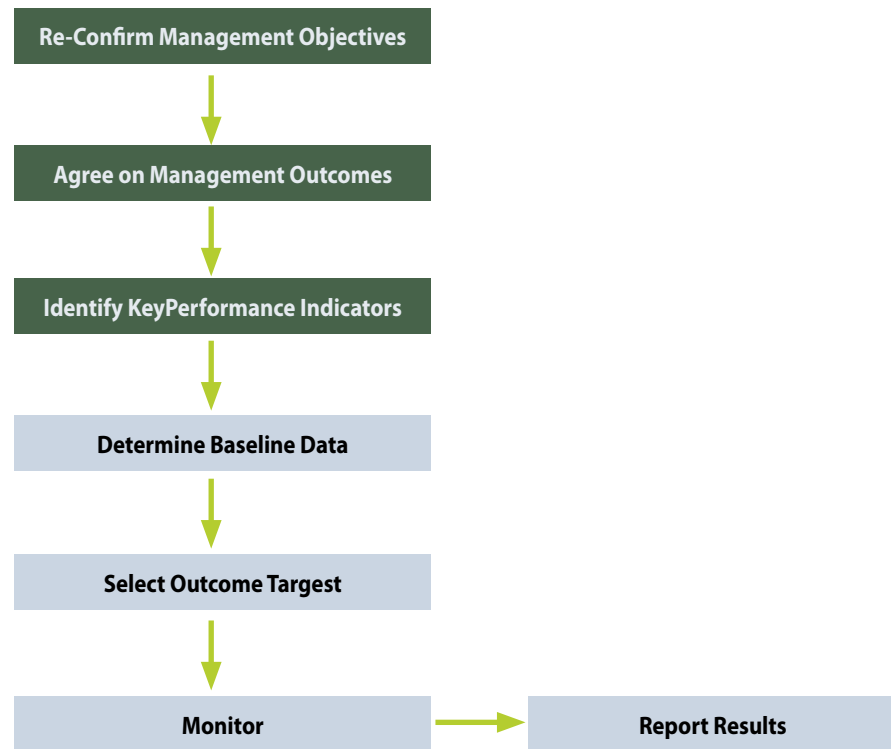 Re-Confirm Management Objectives
Agree on Management Outcomes
Identify KeyPerformance Indicators
Determine Baseline Data
Select Outcome Targest
Monitor
Report Results